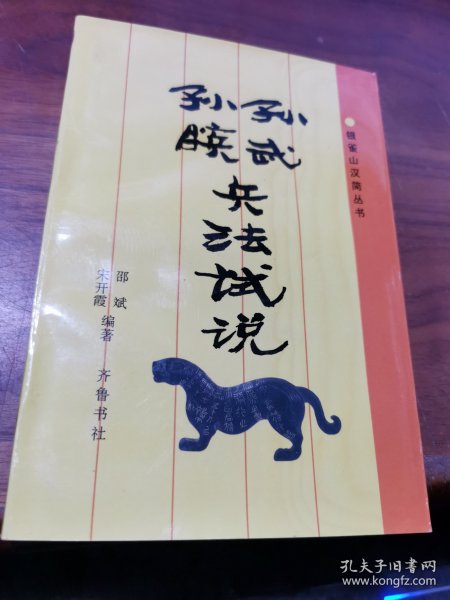 银雀山汉简丛书
孙武
孙膑
兵法试说
邵斌
宋开霞 编著
齐鲁书社
孔夫子旧书网
www.kongfz.com